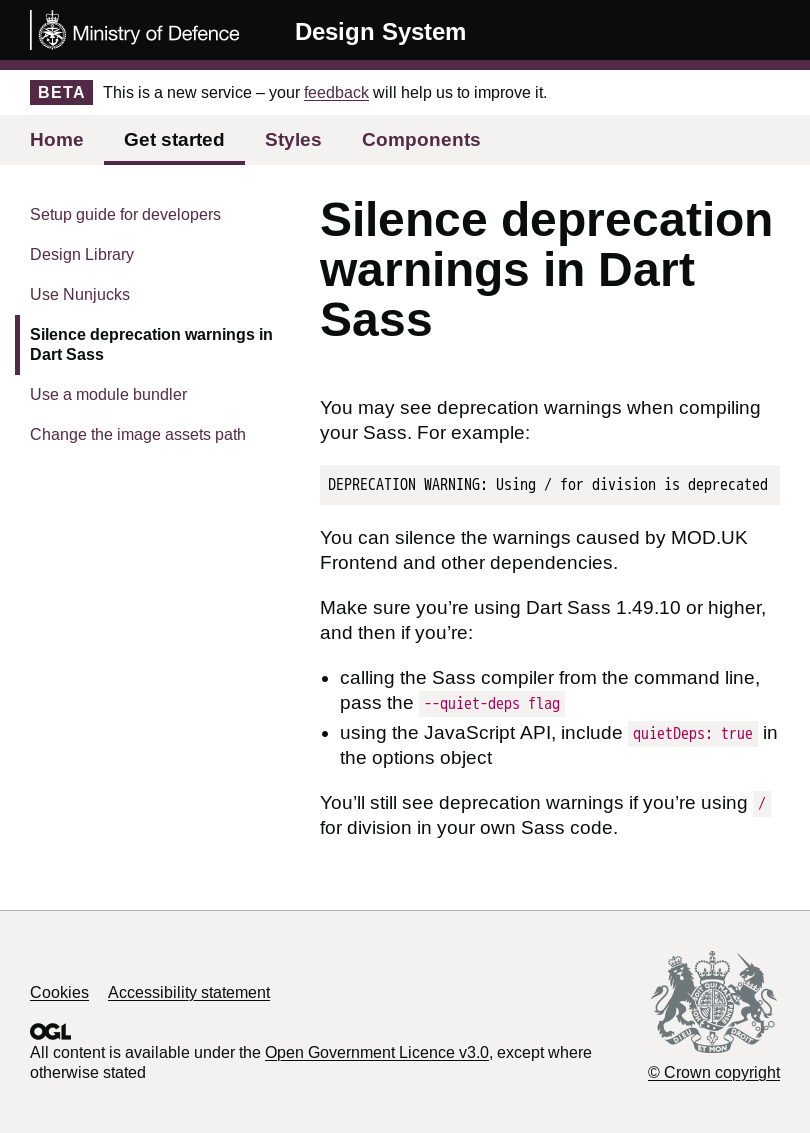 Ministry of Defence
Design System
BETA This is a new service – your feedback will help us to improve it.
Home Get started Styles Components
Setup guide for developers
Design Library
Use Nunjucks
Silence deprecation warnings in
Dart Sass
Use a module bundler
Change the image assets path
Silence deprecation
warnings in Dart
Sass
You may see deprecation warnings when compiling
your Sass. For example:
DEPRECATION WARNING: Using / for division is deprecated
You can silence the warnings caused by MOD.UK
Frontend and other dependencies.
Make sure you’re using Dart Sass 1.49.10 or higher,
and then if you’re:
• calling the Sass compiler from the command line,
pass the --quiet-deps flag
• using the JavaScript API, include quietDeps: true in
the options object
You’ll still see deprecation warnings if you’re using /
for division in your own Sass code.
Cookies Accessibility statement
OGL
All content is available under the Open Government Licence v3.0, except where
otherwise stated
DIEU ET MON DROIT
© Crown copyright